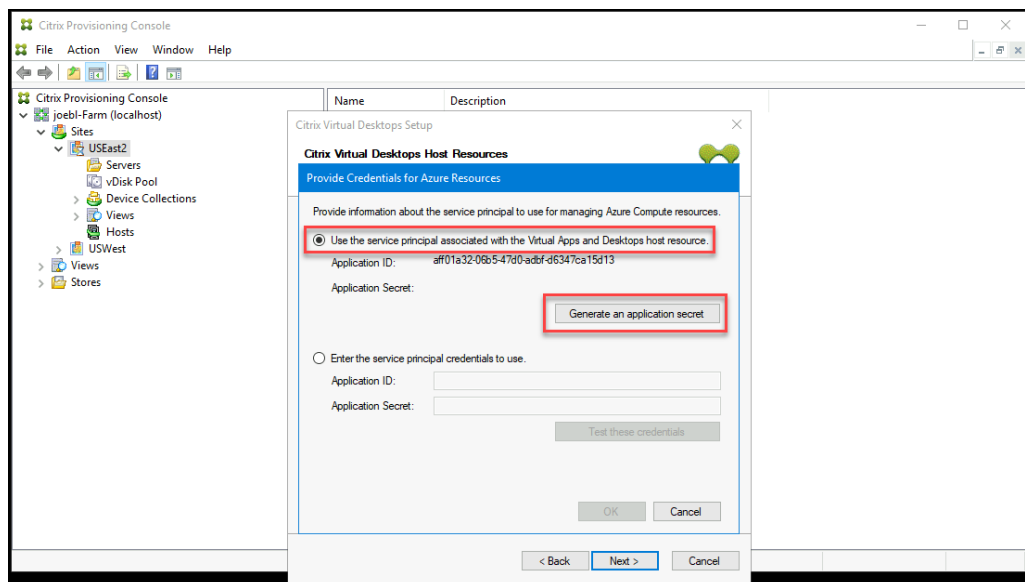 Citrix Provisioning Console
File Action View Window Help
Citrix Provisioning Console
joebl-Farm (localhost)
Sites
USEast2
Servers
vDisk Pool
Device Collections
Views
Hosts
USWest
Views
Stores
Name Description
Citrix Virtual Desktops Setup
Citrix Virtual Desktops Host Resources
Provide Credentials for Azure Resources
Provide information about the service principal to use for managing Azure Compute resources.
Use the service principal associated with the Virtual Apps and Desktops host resource.
Application ID: aff01a32-06b5-47d0-adbf-d6347ca15d13
Application Secret:
Generate an application secret
Enter the service principal credentials to use.
Application ID:
Application Secret:
Test these credentials
OK Cancel
< Back Next > Cancel